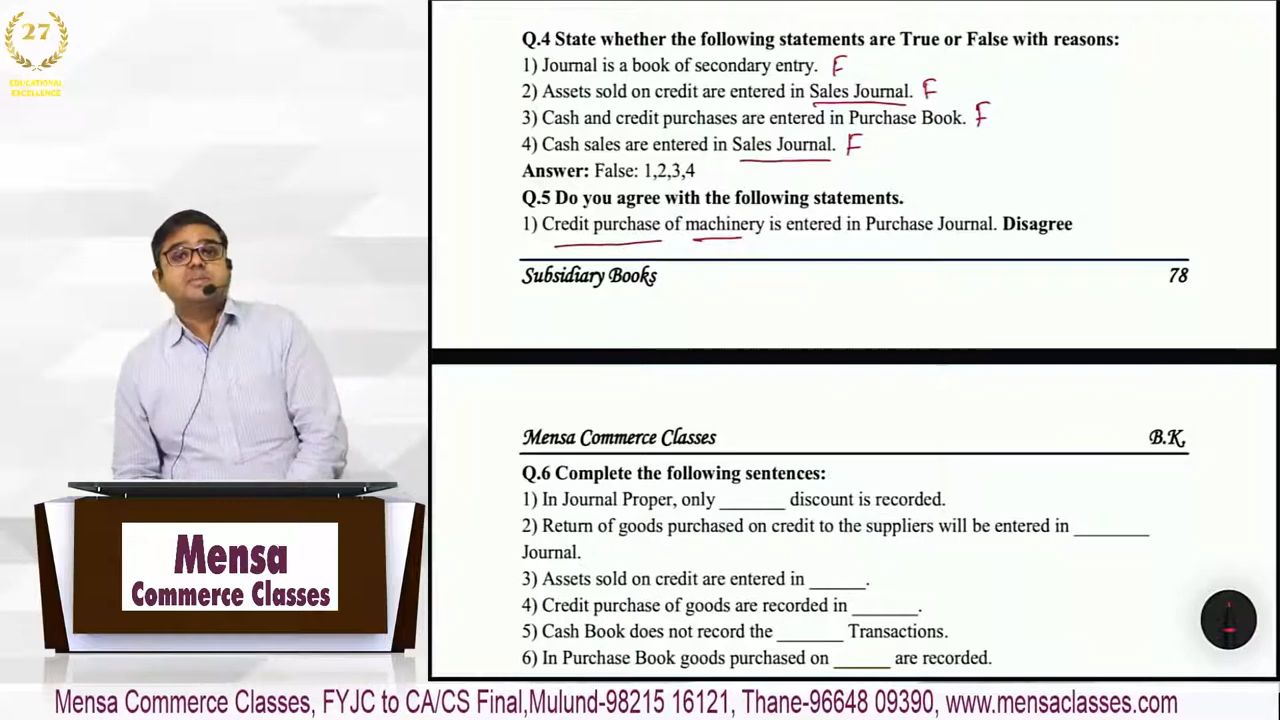 27
EDUCATIONAL
EXCELLENCE
Q.4 State whether the following statements are True or False with reasons:
1) Journal is a book of secondary entry. F
2) Assets sold on credit are entered in Sales Journal. F
3) Cash and credit purchases are entered in Purchase Book. F
4) Cash sales are entered in Sales Journal. F
Answer: False: 1,2,3,4
Q.5 Do you agree with the following statements.
1) Credit purchase of machinery is entered in Purchase Journal. Disagree
Subsidiary Books 78
Mensa Commerce Classes B.K.
Q.6 Complete the following sentences:
1) In Journal Proper, only _______ discount is recorded.
2) Return of goods purchased on credit to the suppliers will be entered in ________
Journal.
3) Assets sold on credit are entered in ______.
4) Credit purchase of goods are recorded in _______.
5) Cash Book does not record the _______ Transactions.
6) In Purchase Book goods purchased on ______ are recorded.
Mensa
Commerce Classes
Mensa Commerce Classes, FYJC to CA/CS Final,Mulund-98215 16121, Thane-96648 09390, www.mensaclasses.com